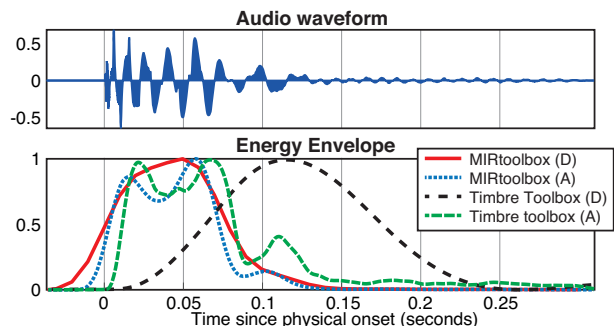 Audio waveform
0.5
0
-0.5
Energy Envelope
1
0.5
0
MIRtoolbox (D)
MIRtoolbox (A)
Timbre Toolbox (D)
Timbre toolbox (A)
0 0.05 0.1 0.15 0.2 0.25
Time since physical onset (seconds)